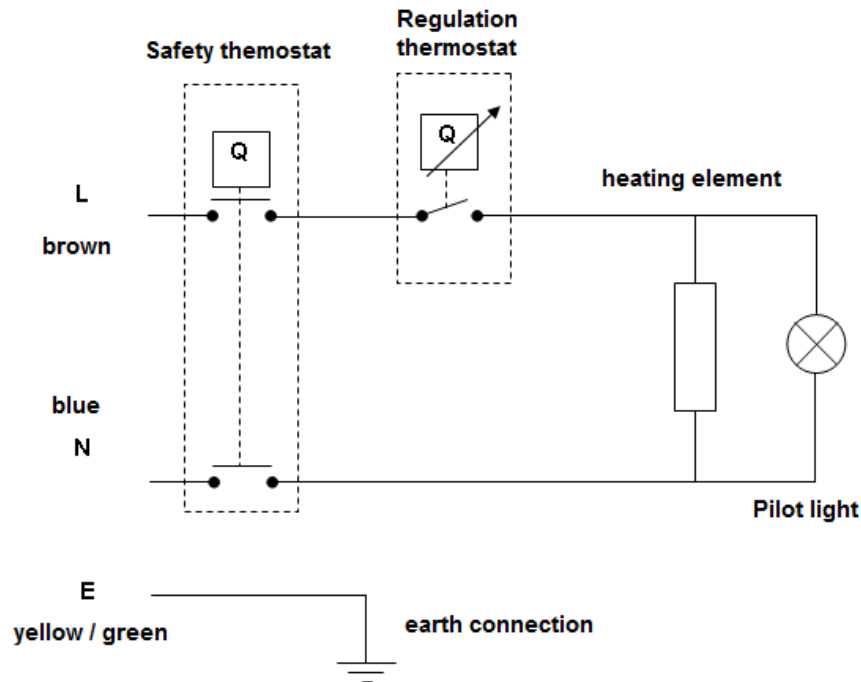 Regulation
thermostat
Safety themostat
Q
Q
L
heating element
brown
blue
N
Pilot light
E
yellow / green
earth connection